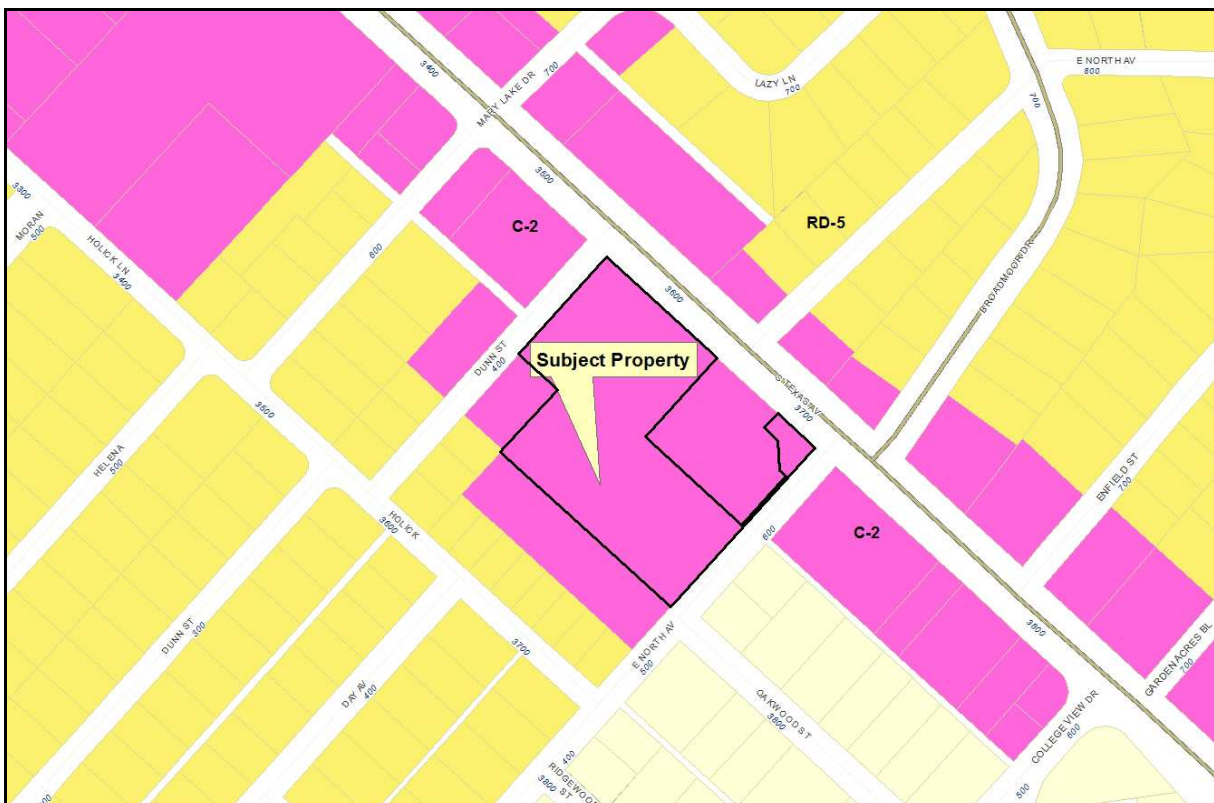 3400
MARY LAKE DR
700
LAZY LN
700
E NORTH AV
800
700
3300
MORAN
500
HOLICK LN
3400
600
C-2
3500
RD-5
BROADMOOR DR
3600
DUNN ST
400
Subject Property
S TEXAS AV
3700
HELENA
500
3500
HOLICK
3600
ENFIELD ST
700
C-2
600
DUNN ST
300
DAY AV
400
3700
E NORTH AV
500
OAKWOOD ST
3800
3800
GARDEN ACRES BL
700
COLLEGE VIEW DR
600
500
400
RIDGEWOOD
3800 ST